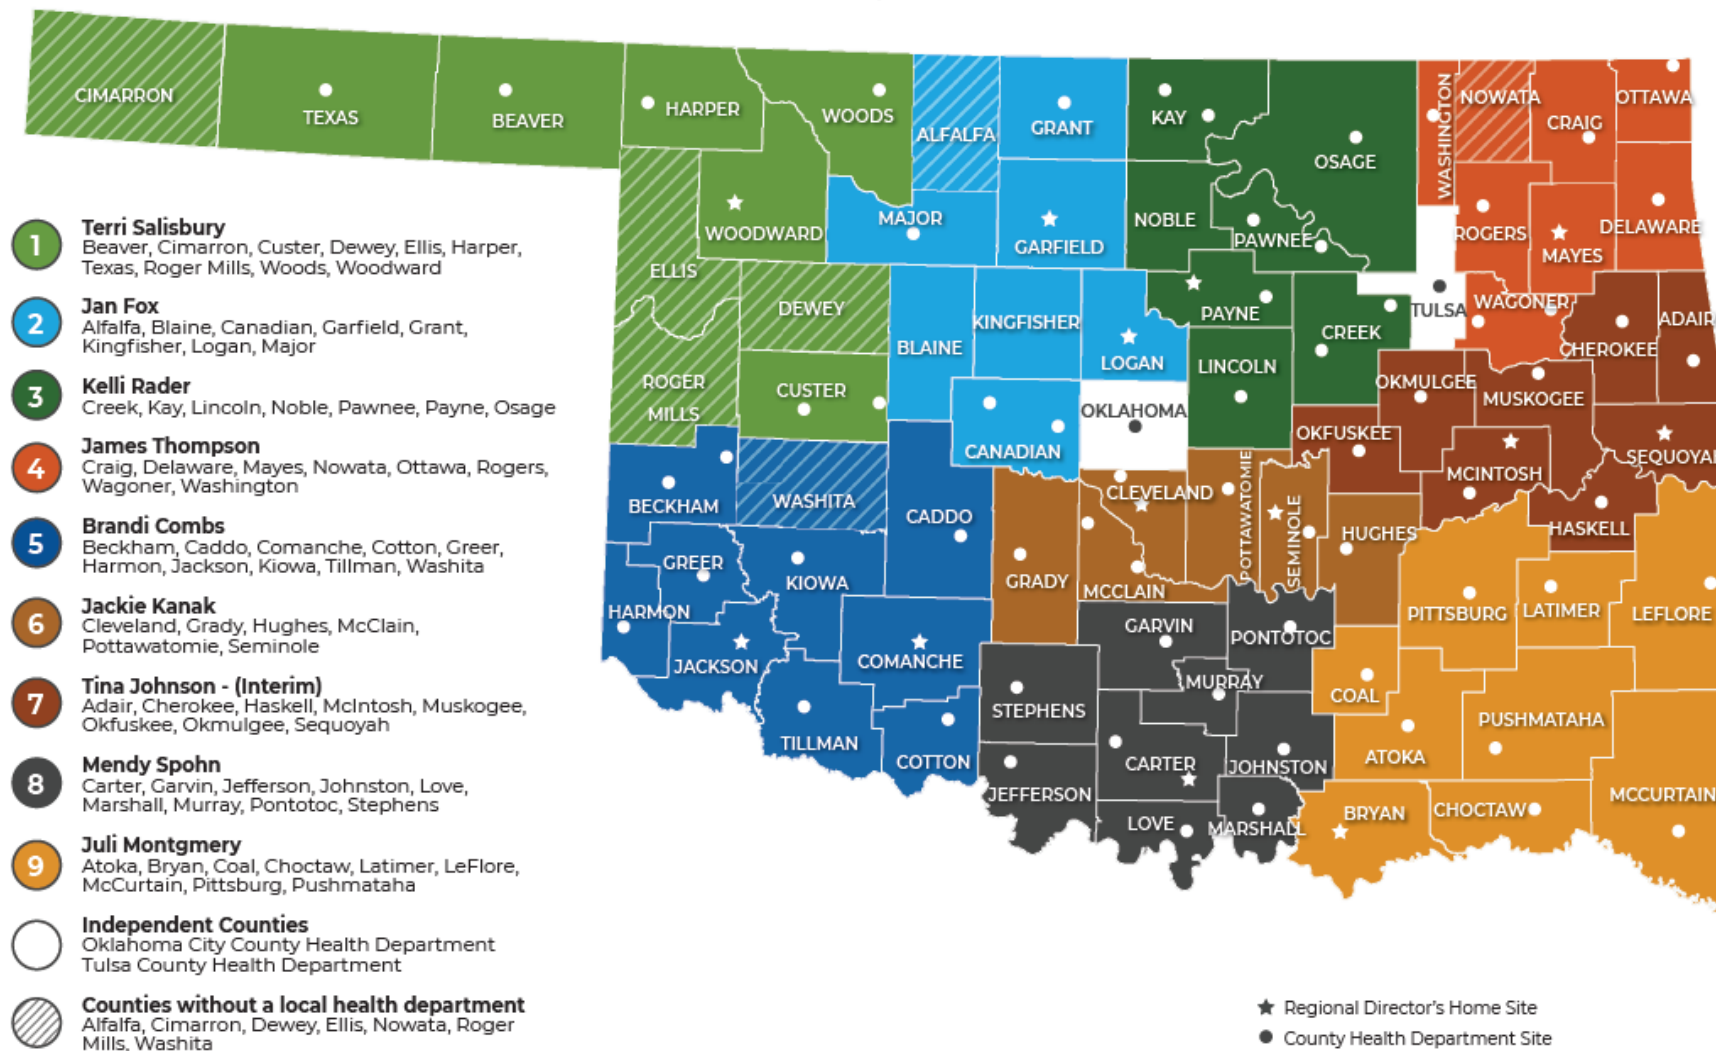 CIMARRON
TEXAS
BEAVER
HARPER
WOODS
ALFALFA
GRANT
KAY
OSAGE
WASHINGTON
NOWATA
CRAIG
OTTAWA
ELLIS
WOODWARD
MAJOR
GARFIELD
NOBLE
PAWNEE
ROGERS
MAYES
DELAWARE
DEWEY
BLAINE
KINGFISHER
LOGAN
PAYNE
CREEK
TULSA
WAGONER
CHEROKEE
ADAIR
ROGER
MILLS
CUSTER
CANADIAN
OKLAHOMA
LINCOLN
OKMULGEE
MUSKOGEE
OKFUSKEE
MCINTOSH
SEQUOYAH
BECKHAM
WASHITA
CADDO
GRADY
CLEVELAND
MCCLAIN
POTTAWATOMIE
SEMINOLE
HUGHES
HASKELL
GREER
KIOWA
HARMON
JACKSON
COMANCHE
TILLMAN
COTTON
GARVIN
PONTOTOC
MURRAY
STEPHENS
CARTER
JOHNSTON
JEFFERSON
LOVE
MARSHALL
PITTSBURG
LATIMER
LEFLORE
COAL
ATOKA
PUSHMATAHA
BRYAN
CHOCTAW
MCCURTAIN
1
Terri Salisbury
Beaver, Cimarron, Custer, Dewey, Ellis, Harper,
Texas, Roger Mills, Woods, Woodward
2
Jan Fox
Alfalfa, Blaine, Canadian, Garfield, Grant,
Kingfisher, Logan, Major
3
Kelli Rader
Creek, Kay, Lincoln, Noble, Pawnee, Payne, Osage
4
James Thompson
Craig, Delaware, Mayes, Nowata, Ottawa, Rogers,
Wagoner, Washington
5
Brandi Combs
Beckham, Caddo, Comanche, Cotton, Greer,
Harmon, Jackson, Kiowa, Tillman, Washita
6
Jackie Kanak
Cleveland, Grady, Hughes, McClain,
Pottawatomie, Seminole
7
Tina Johnson - (Interim)
Adair, Cherokee, Haskell, McIntosh, Muskogee,
Okfuskee, Okmulgee, Sequoyah
8
Mendy Spohn
Carter, Garvin, Jefferson, Johnston, Love,
Marshall, Murray, Pontotoc, Stephens
9
Juli Montgmery
Atoka, Bryan, Coal, Choctaw, Latimer, LeFlore,
McCurtain, Pittsburg, Pushmataha
Independent Counties
Oklahoma City County Health Department
Tulsa County Health Department
Counties without a local health department
Alfalfa, Cimarron, Dewey, Ellis, Nowata, Roger
Mills, Washita
Regional Director's Home Site
County Health Department Site